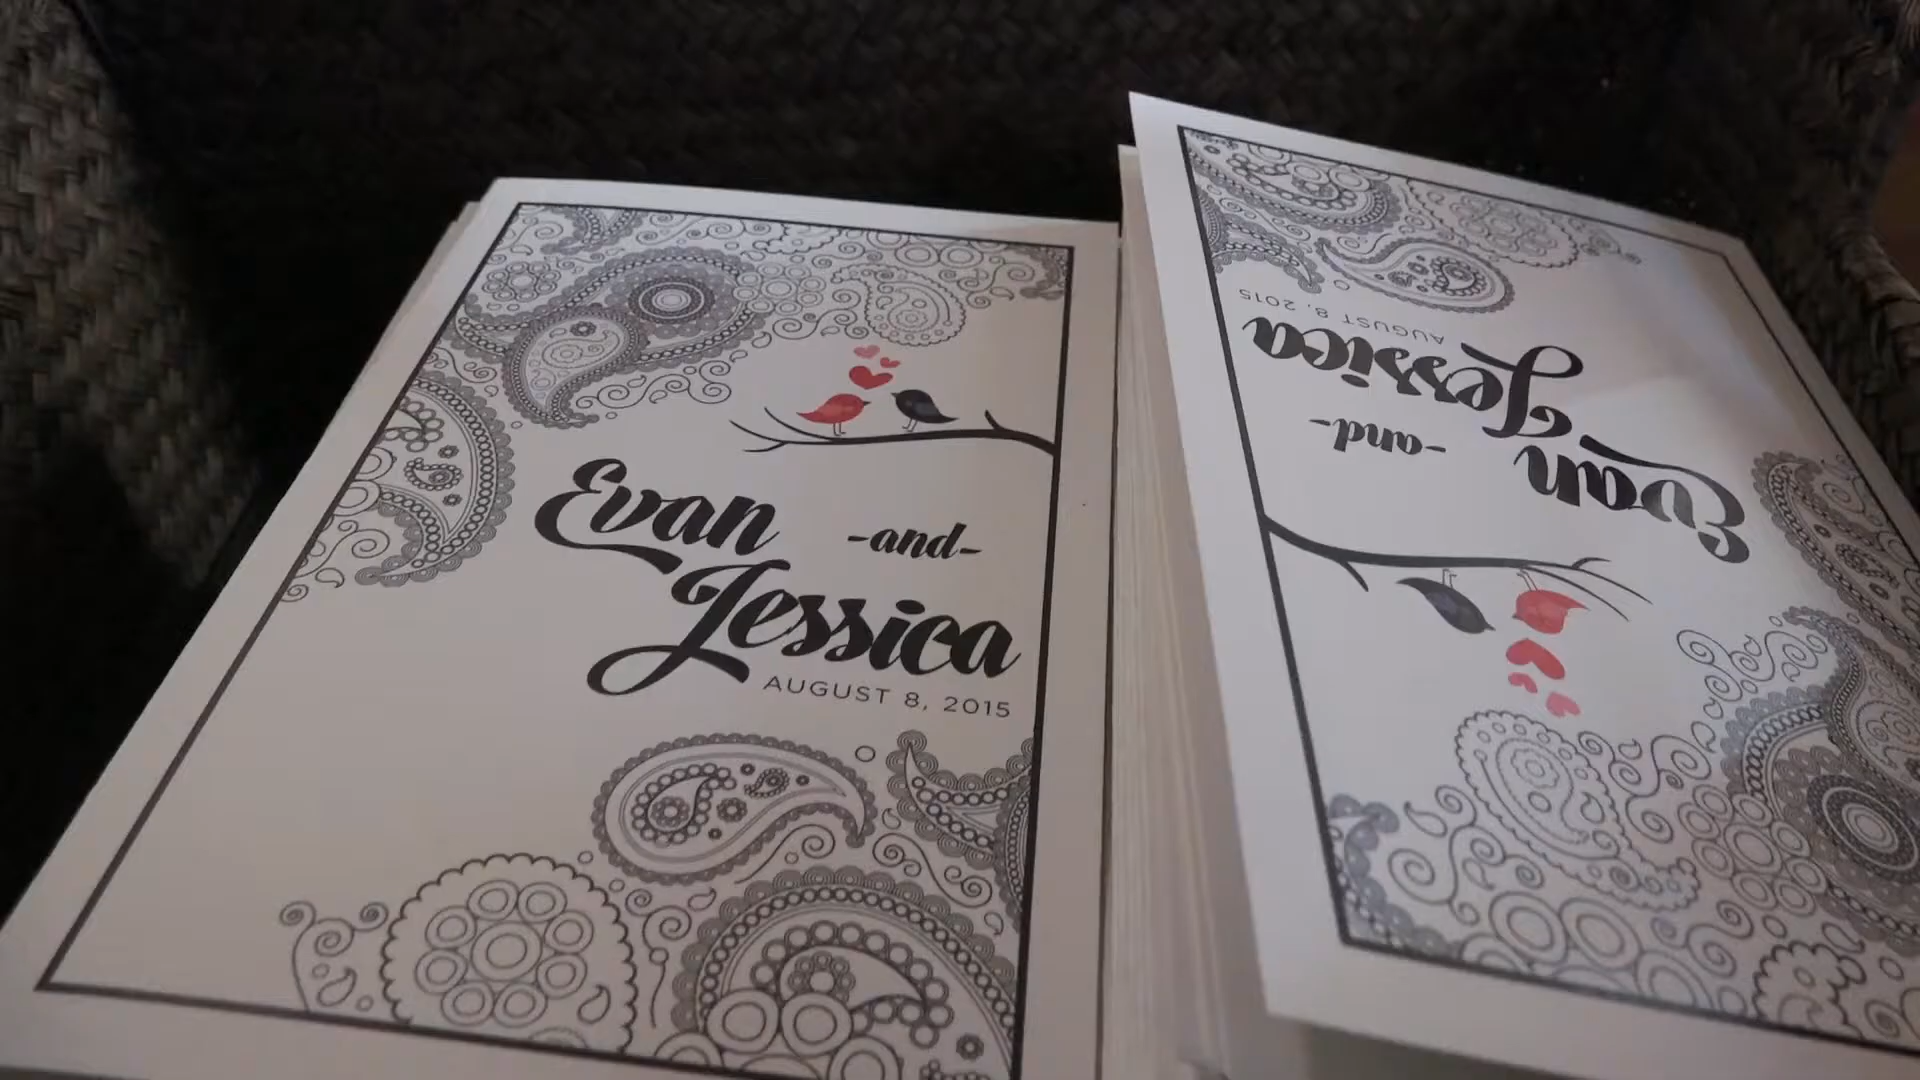 Evan
-and-
Jessica
AUGUST 8, 2015
Evan
-and-
Jessica
AUGUST 8, 2015